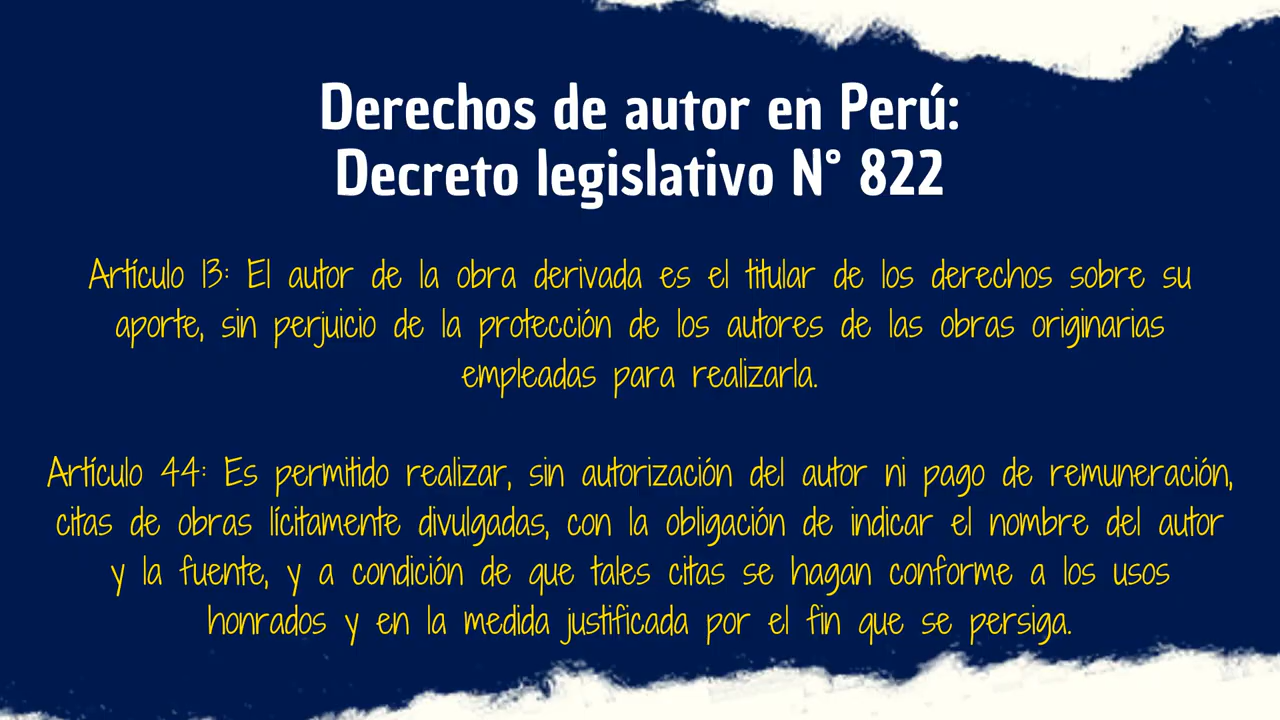 Derechos de autor en Perú:
Decreto legislativo N° 822
Artículo 13: El autor de la obra derivada es el titular de los derechos sobre su
aporte, sin perjuicio de la protección de los autores de las obras originarias
empleadas para realizarla.
Artículo 44: Es permitido realizar, sin autorización del autor ni pago de remuneración,
citas de obras lícitamente divulgadas, con la obligación de indicar el nombre del autor
y la fuente, y a condición de que tales citas se hagan conforme a los usos
honrados y en la medida justificada por el fin que se persiga.